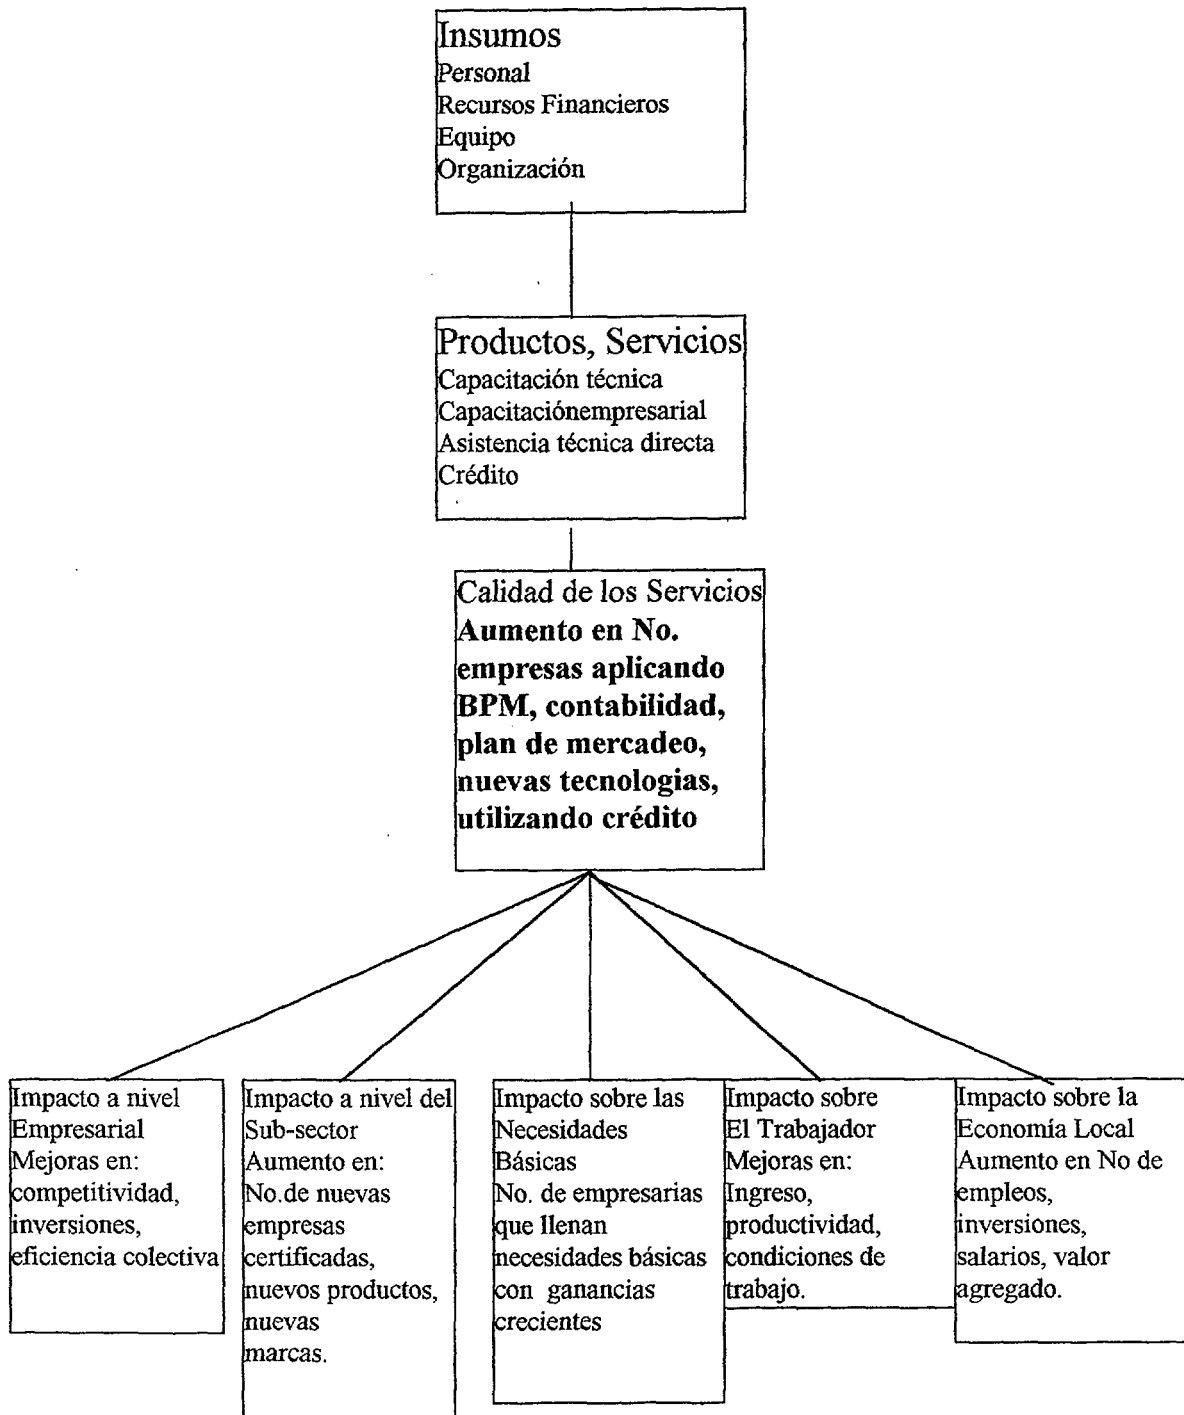 Insumos
Personal
Recursos Financieros
Equipo
Organización
Productos, Servicios
Capacitación técnica
Capacitaciónempresarial
Asistencia técnica directa
Crédito
Calidad de los Servicios
Aumento en No.
empresas aplicando
BPM, contabilidad,
plan de mercadeo,
nuevas tecnologias,
utilizando crédito
Impacto a nivel
Empresarial
Mejoras en:
competitividad,
inversiones,
eficiencia colectiva
Impacto a nivel del
Sub-sector
Aumento en:
No.de nuevas
empresas
certificadas,
nuevos productos,
nuevas
marcas.
Impacto sobre las
Necesidades
Básicas
No. de empresarias
que llenan
necesidades básicas
con ganancias
crecientes
Impacto sobre
El Trabajador
Mejoras en:
Ingreso,
productividad,
condiciones de
trabajo.
Impacto sobre la
Economía Local
Aumento en No de
empleos,
inversiones,
salarios, valor
agregado.